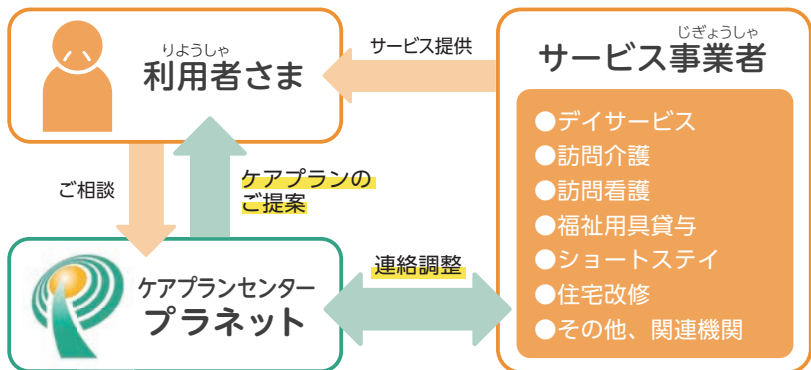 りようしゃ
利用者さま
サービス提供
じぎょうしゃ
サービス事業者
●デイサービス
●訪問介護
●訪問看護
●福祉用具貸与
●ショートステイ
●住宅改修
●その他、関連機関
ご相談
ケアプランの
ご提案
連絡調整
ケアプランセンター
プラネット